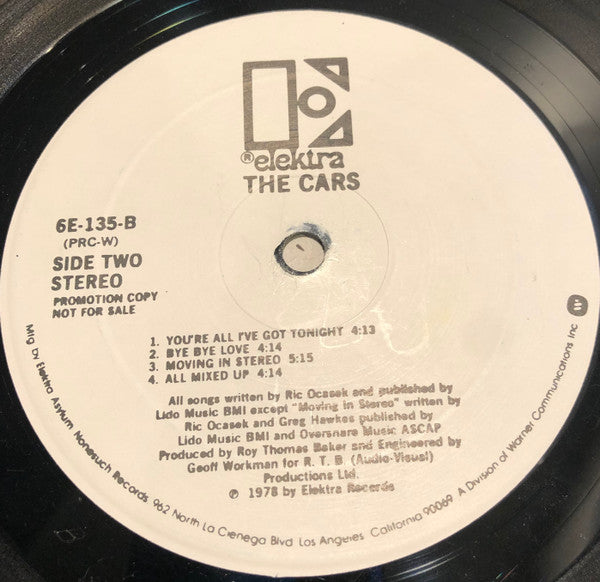 ®elektra
THE CARS
6E-135-B
(PRC-W)
SIDE TWO
STEREO
PROMOTION COPY
NOT FOR SALE
1. YOU'RE ALL I'VE GOT TONIGHT 4:13
2. BYE BYE LOVE 4:14
3. MOVING IN STEREO 5:15
4. ALL MIXED UP 4:14
All songs written by Ric Ocasek and published by
Lido Music BMI except "Moving in Stereo" written by
Ric Ocasek and Greg Hawkes published by
Lido Music BMI and Oversnare Music ASCAP
Produced by Roy Thomas Baker and Engineered by
Geoff Workman for R. T. B (Audio-Visual)
Productions Ltd.
℗ 1978 by Elektra Records
Mfg by Elektra Asylum Nonesuch Records 962 North La Cienega Blvd Los Angeles California 90069 A Division of Warner Communications Inc